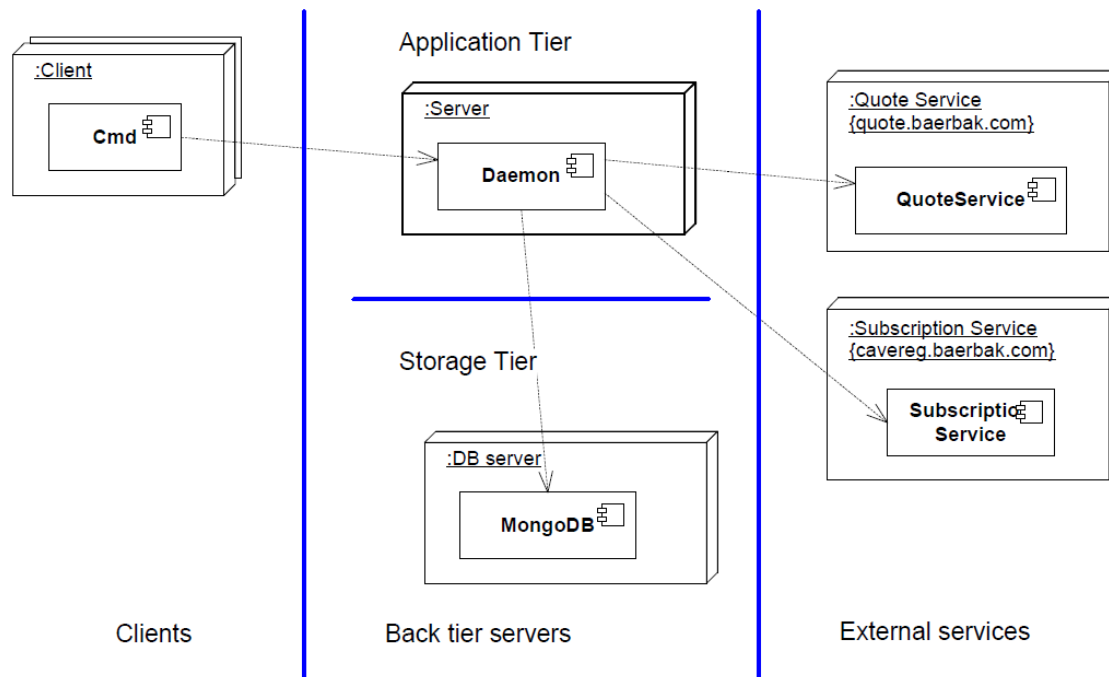 Application Tier
:Client
Cmd
:Server
Daemon
:Quote Service
{quote.baerbak.com}
QuoteService
Storage Tier
:Subscription Service
{cavereg.baerbak.com}
Subscriptio
Service
:DB server
MongoDB
Clients
Back tier servers
External services